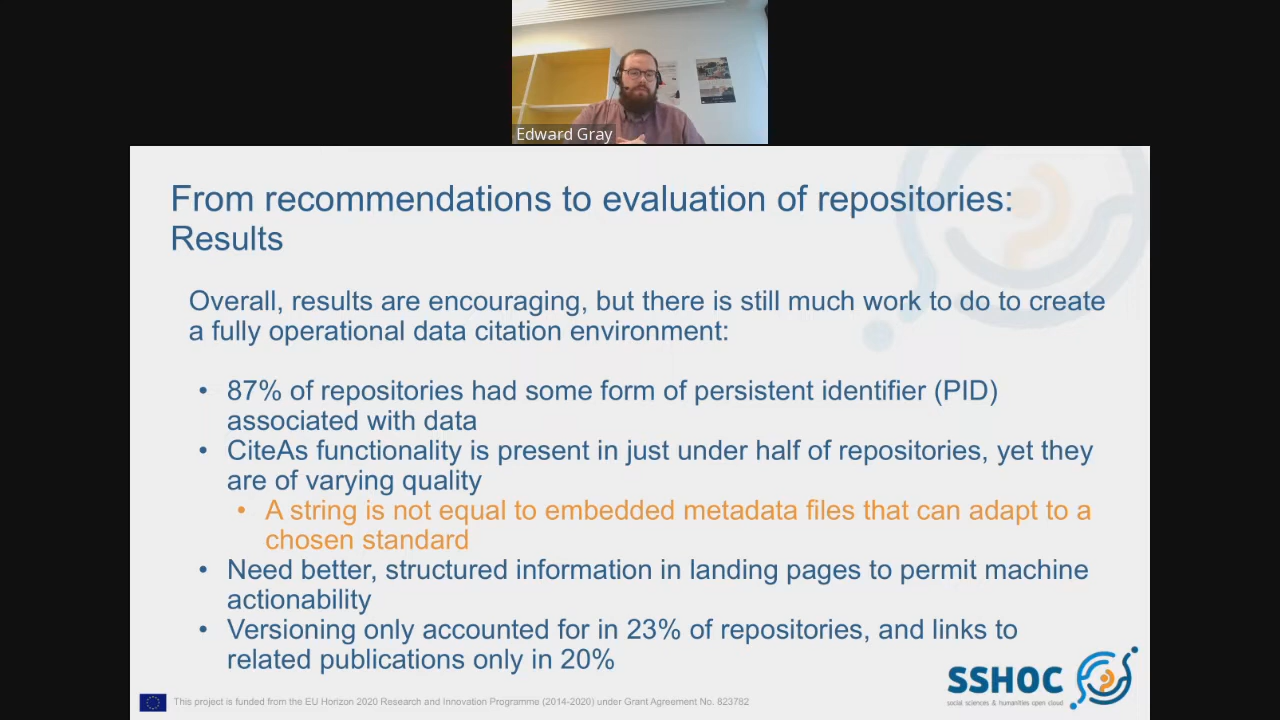 Edward Gray
From recommendations to evaluation of repositories:
Results
Overall, results are encouraging, but there is still much work to do to create
a fully operational data citation environment:
• 87% of repositories had some form of persistent identifier (PID)
associated with data
• CiteAs functionality is present in just under half of repositories, yet they
are of varying quality
• A string is not equal to embedded metadata files that can adapt to a
chosen standard
• Need better, structured information in landing pages to permit machine
actionability
• Versioning only accounted for in 23% of repositories, and links to
related publications only in 20%
SSHOC
social sciences & humanities open cloud
This project is funded from the EU Horizon 2020 Research and Innovation Programme (2014-2020) under Grant Agreement No. 823782